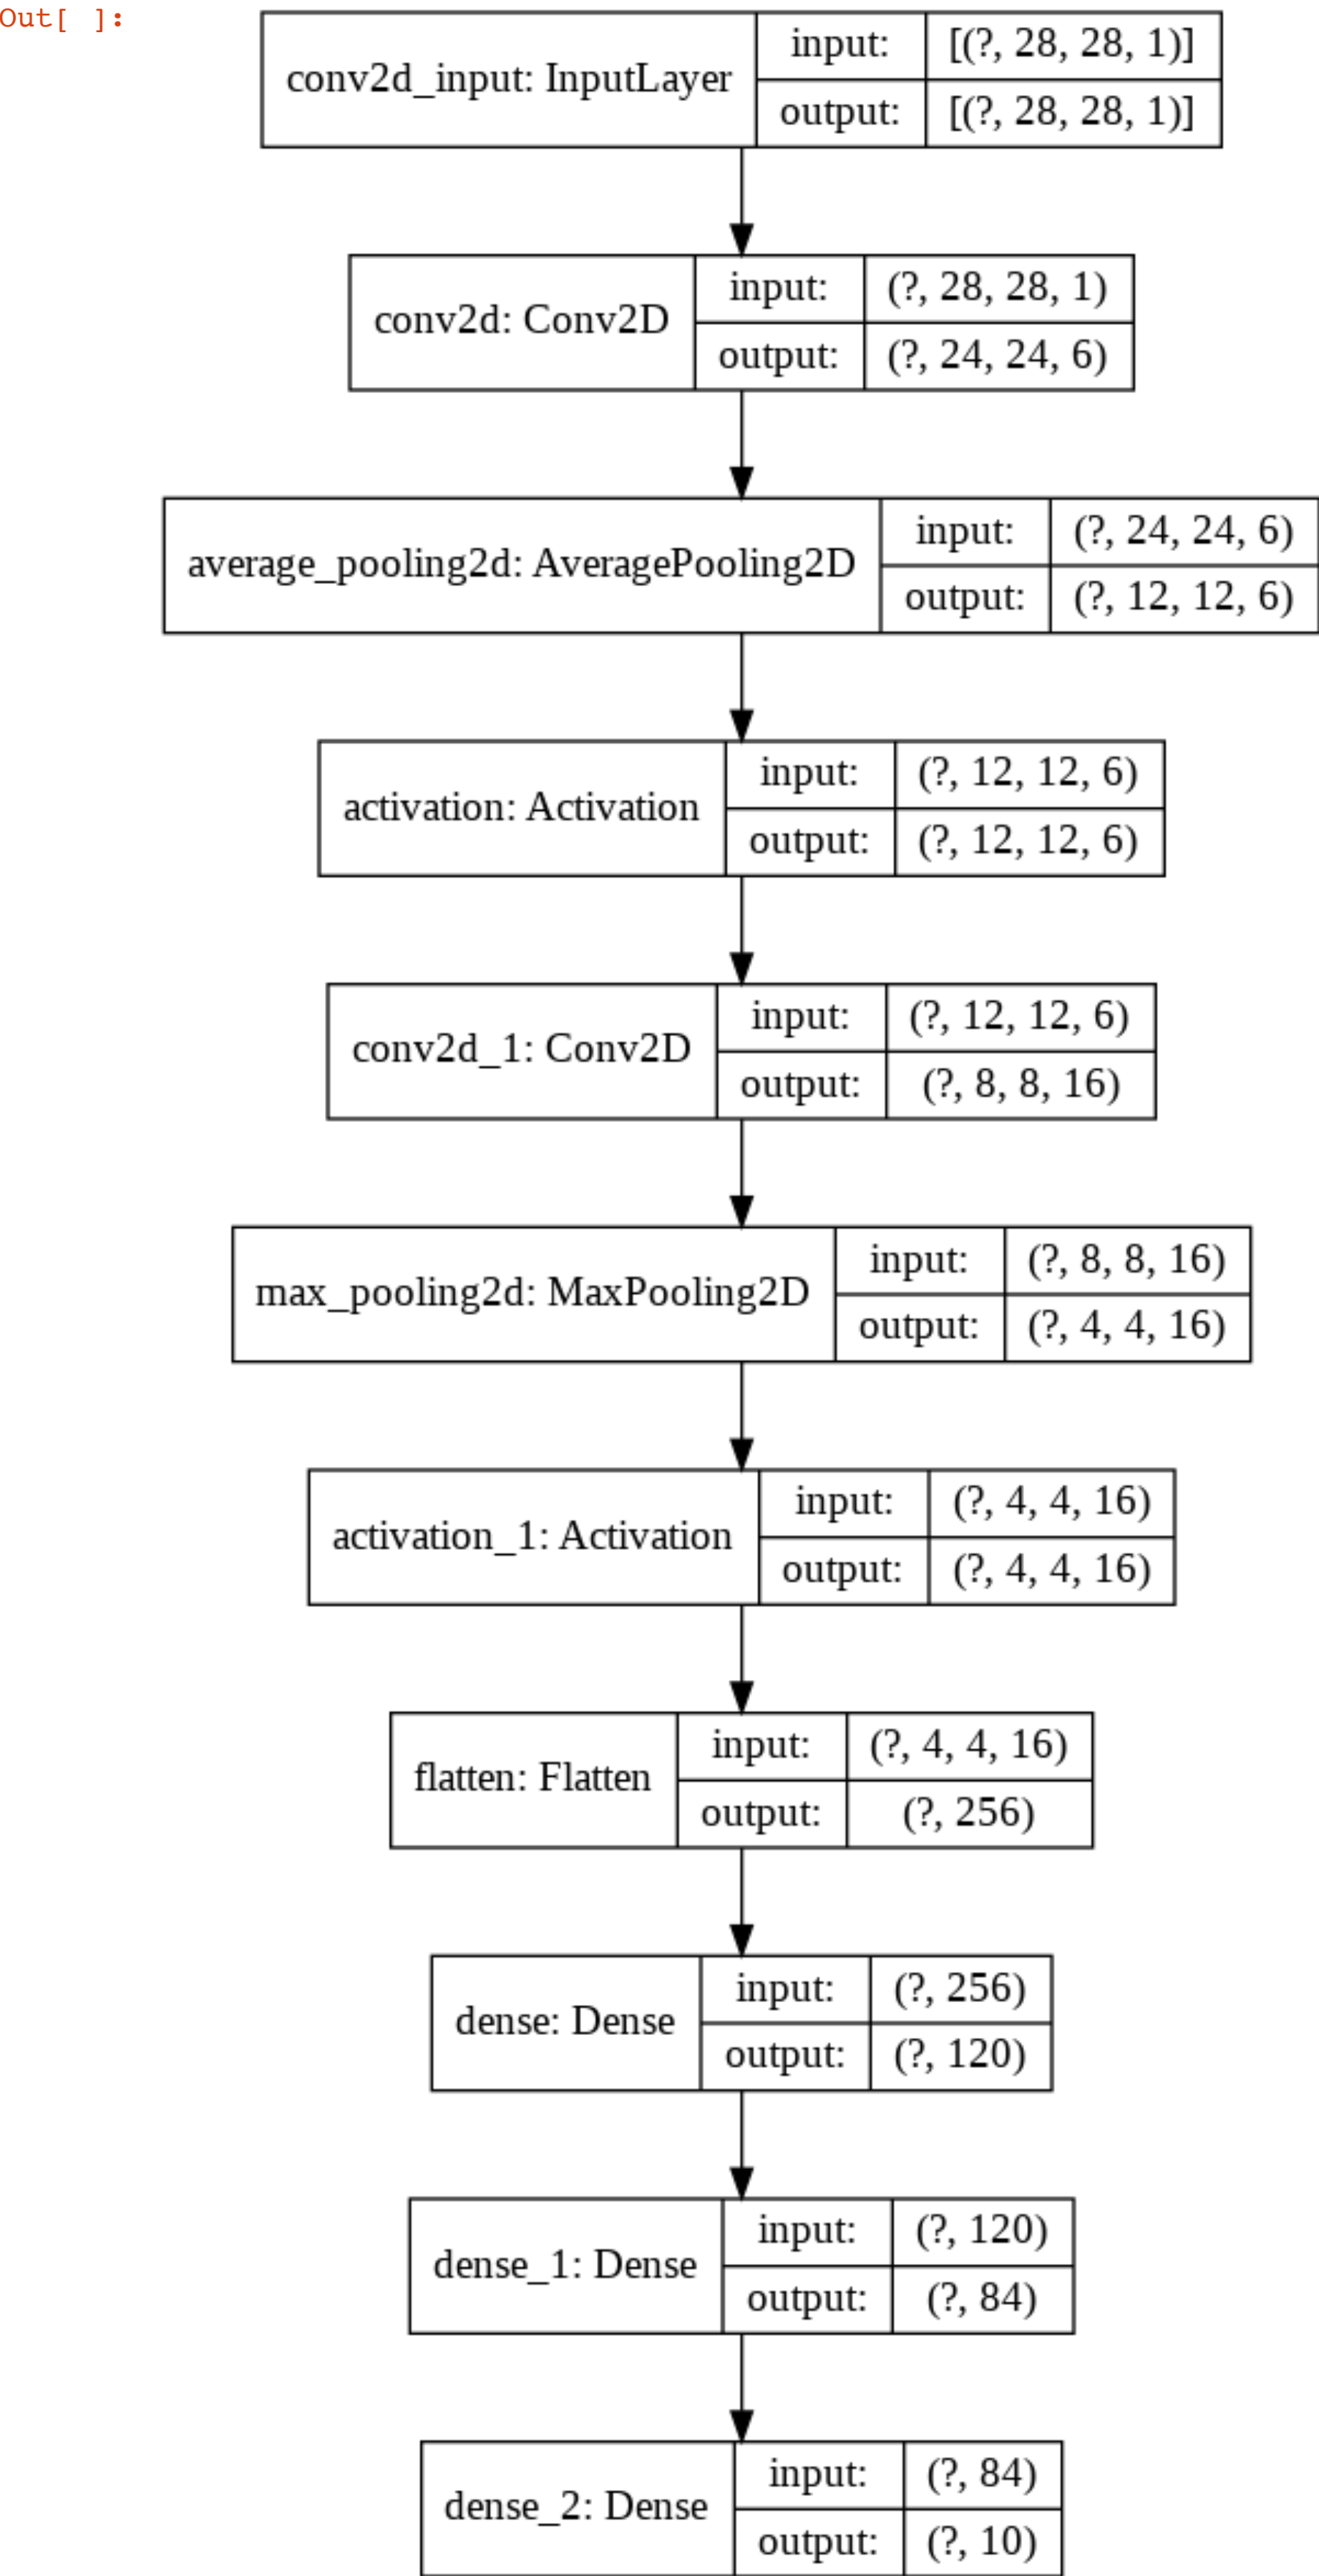 Out[ ]:
conv2d_input: InputLayer
input: [(?, 28, 28, 1)]
output: [(?, 28, 28, 1)]
conv2d: Conv2D
input: (?, 28, 28, 1)
output: (?, 24, 24, 6)
average_pooling2d: AveragePooling2D
input: (?, 24, 24, 6)
output: (?, 12, 12, 6)
activation: Activation
input: (?, 12, 12, 6)
output: (?, 12, 12, 6)
conv2d_1: Conv2D
input: (?, 12, 12, 6)
output: (?, 8, 8, 16)
max_pooling2d: MaxPooling2D
input: (?, 8, 8, 16)
output: (?, 4, 4, 16)
activation_1: Activation
input: (?, 4, 4, 16)
output: (?, 4, 4, 16)
flatten: Flatten
input: (?, 4, 4, 16)
output: (?, 256)
dense: Dense
input: (?, 256)
output: (?, 120)
dense_1: Dense
input: (?, 120)
output: (?, 84)
dense_2: Dense
input: (?, 84)
output: (?, 10)